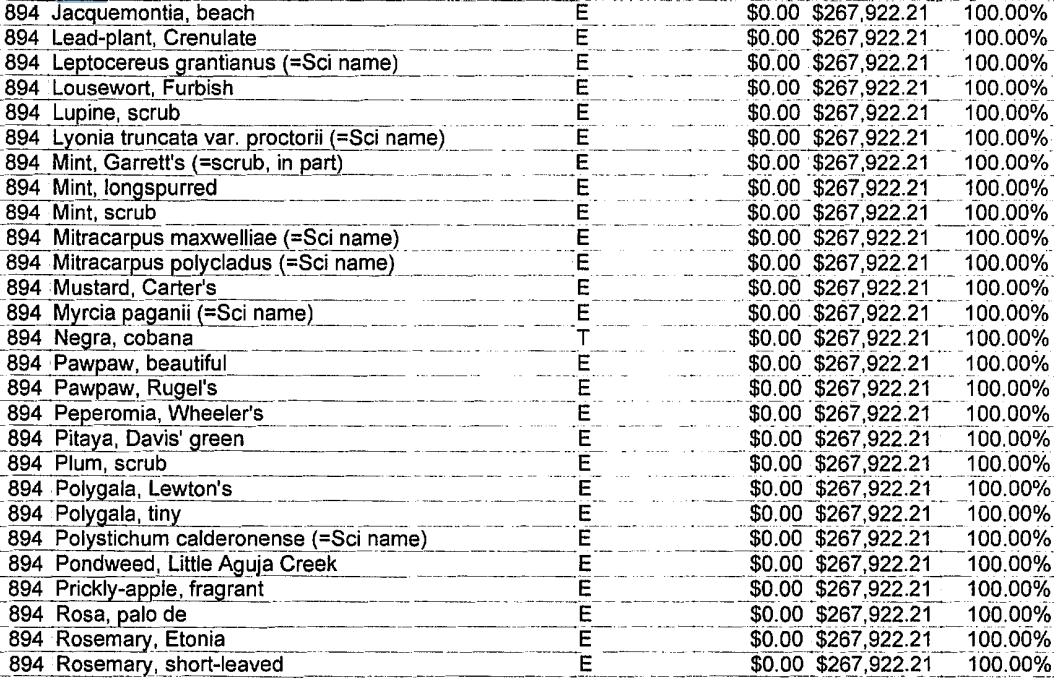 894 Jacquemontia, beach E $0.00 $267,922.21 100.00%
894 Lead-plant, Crenulate E $0.00 $267,922.21 100.00%
894 Leptocereus grantianus (=Sci name) E $0.00 $267,922.21 100.00%
894 Lousewort, Furbish E $0.00 $267,922.21 100.00%
894 Lupine, scrub E $0.00 $267,922.21 100.00%
894 Lyonia truncata var. proctorii (=Sci name) E $0.00 $267,922.21 100.00%
894 Mint, Garrett's (=scrub, in part) E $0.00 $267,922.21 100.00%
894 Mint, longspurred E $0.00 $267,922.21 100.00%
894 Mint, scrub E $0.00 $267,922.21 100.00%
894 Mitracarpus maxwelliae (=Sci name) E $0.00 $267,922.21 100.00%
894 Mitracarpus polycladus (=Sci name) E $0.00 $267,922.21 100.00%
894 Mustard, Carter's E $0.00 $267,922.21 100.00%
894 Myrcia paganii (=Sci name) E $0.00 $267,922.21 100.00%
894 Negra, cobana T $0.00 $267,922.21 100.00%
894 Pawpaw, beautiful E $0.00 $267,922.21 100.00%
894 Pawpaw, Rugel's E $0.00 $267,922.21 100.00%
894 Peperomia, Wheeler's E $0.00 $267,922.21 100.00%
894 Pitaya, Davis' green E $0.00 $267,922.21 100.00%
894 Plum, scrub E $0.00 $267,922.21 100.00%
894 Polygala, Lewton's E $0.00 $267,922.21 100.00%
894 Polygala, tiny E $0.00 $267,922.21 100.00%
894 Polystichum calderonense (=Sci name) E $0.00 $267,922.21 100.00%
894 Pondweed, Little Aguja Creek E $0.00 $267,922.21 100.00%
894 Prickly-apple, fragrant E $0.00 $267,922.21 100.00%
894 Rosa, palo de E $0.00 $267,922.21 100.00%
894 Rosemary, Etonia E $0.00 $267,922.21 100.00%
894 Rosemary, short-leaved E $0.00 $267,922.21 100.00%